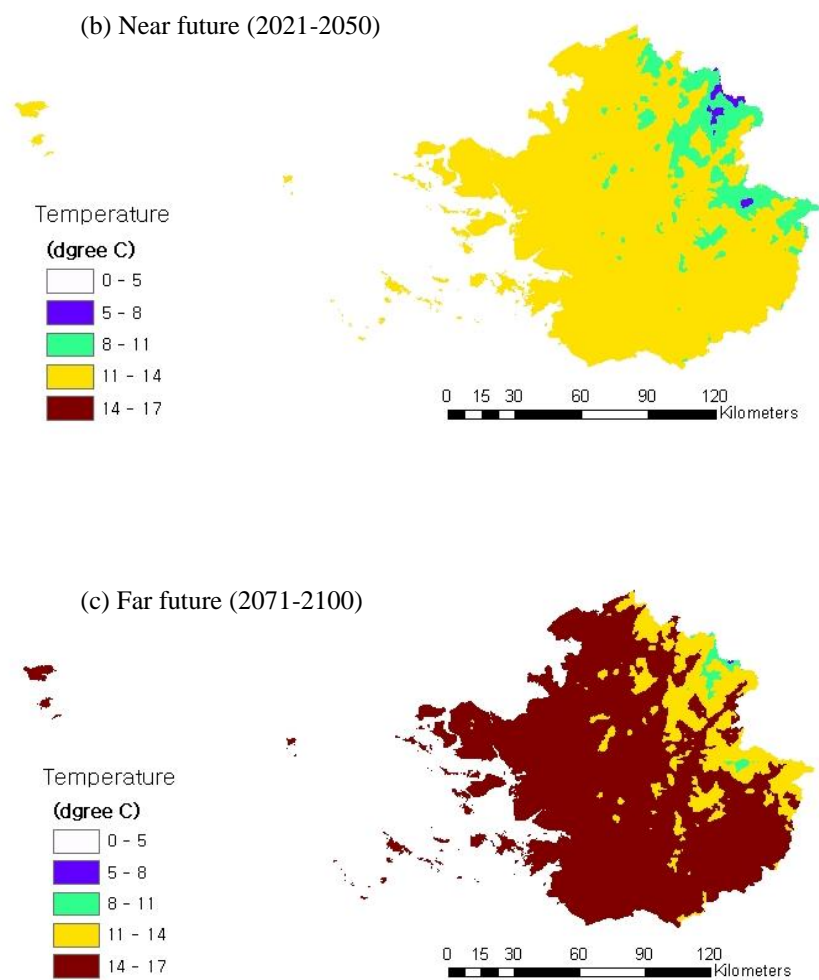 (b) Near future (2021-2050)
Temperature
(dgree C)
0 - 5
5 - 8
8 - 11
11 - 14
14 - 17
0 15 30 60 90 120
Kilometers
(c) Far future (2071-2100)
Temperature
(dgree C)
0 - 5
5 - 8
8 - 11
11 - 14
14 - 17
0 15 30 60 90 120
Kilometers